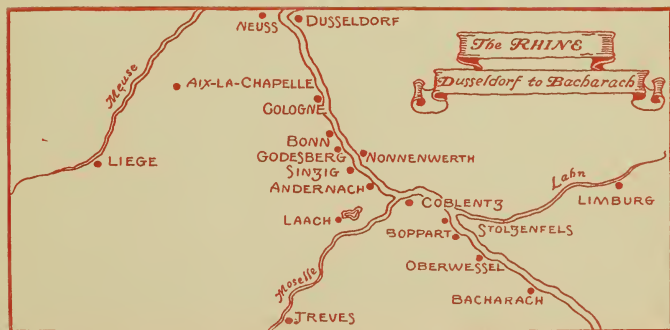 The RHINE
Dusseldorf to Bacharach
NEUSS
DUSSELDORF
Meuse
AIX-LA-CHAPELLE
COLOGNE
BONN
GODESBERG
NONNENWERTH
LIEGE
SINZIG
ANDERNACH
Lahn
LIMBURG
COBLENTZ
LAACH
BOPPART
STOLZENFELS
OBERWESSEL
Moselle
BACHARACH
TREVES